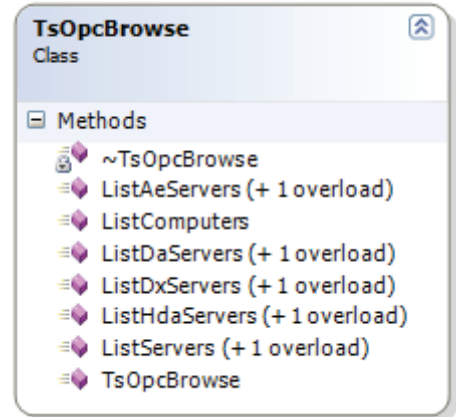 TsOpcBrowse
Class
Methods
~TsOpcBrowse
ListAeServers (+ 1 overload)
ListComputers
ListDaServers (+ 1 overload)
ListDxServers (+ 1 overload)
ListHdaServers (+ 1 overload)
ListServers (+ 1 overload)
TsOpcBrowse